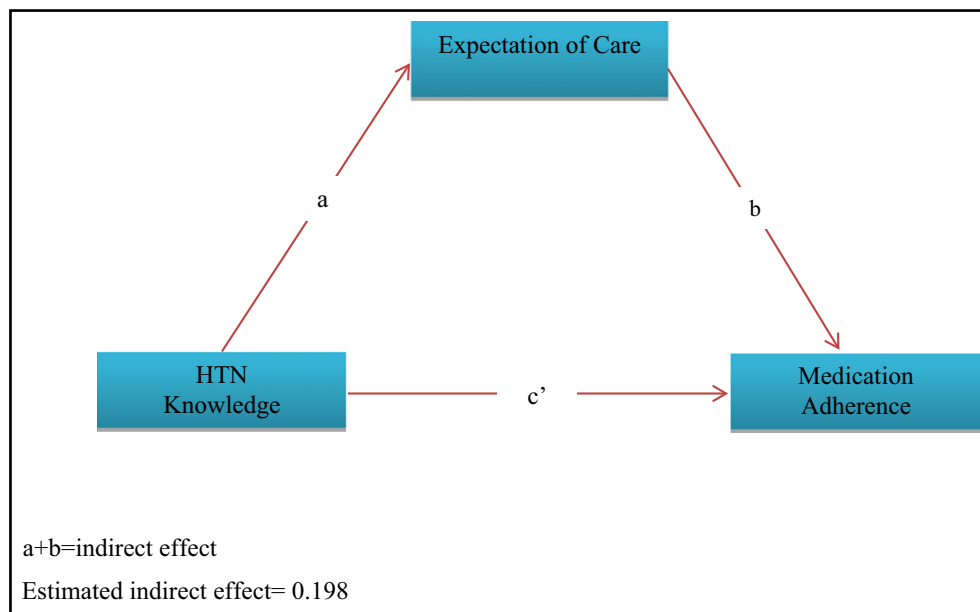 Expectation of Care
a
b
HTN
Knowledge
c’
Medication
Adherence
a+b=indirect effect
Estimated indirect effect= 0.198